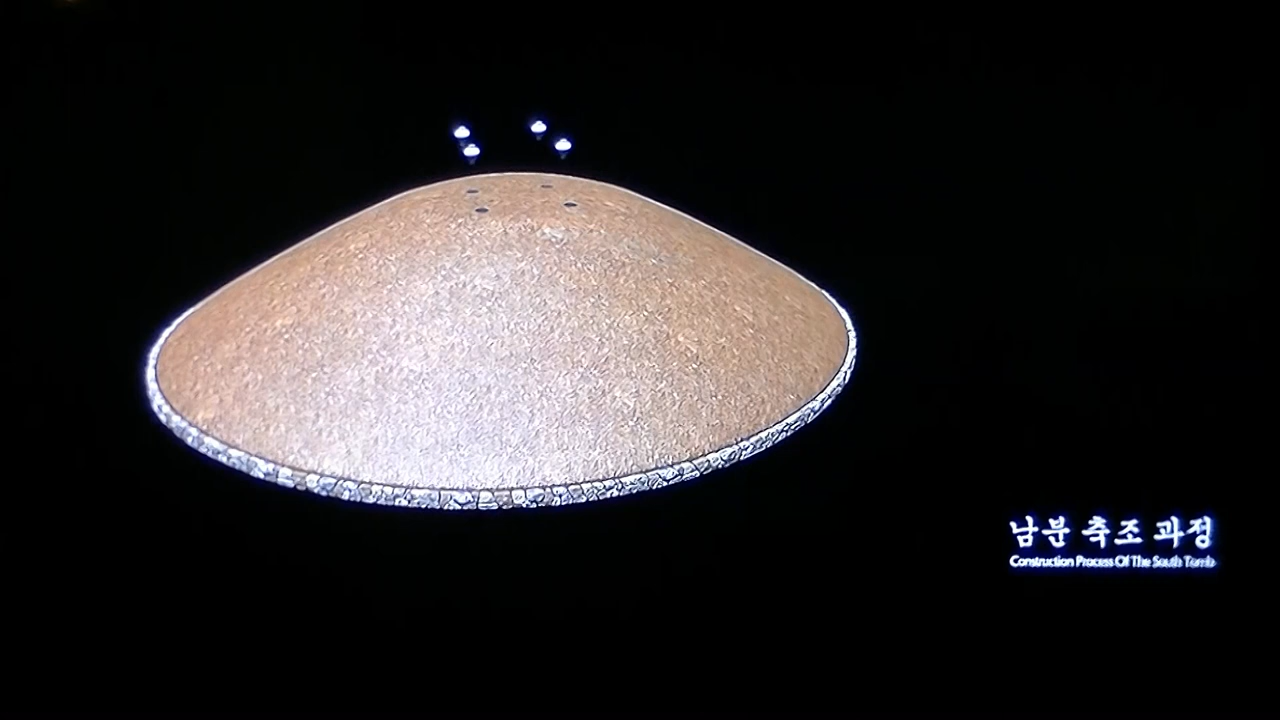 남분 축조 과정
Construction Process Of The South Tomb